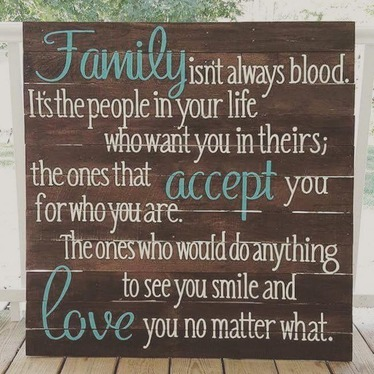 Family isn't always blood.
It's the people in your life
who want you in theirs;
the ones that accept you
for who you are.
The ones who would do anything
to see you smile and
love you no matter what.